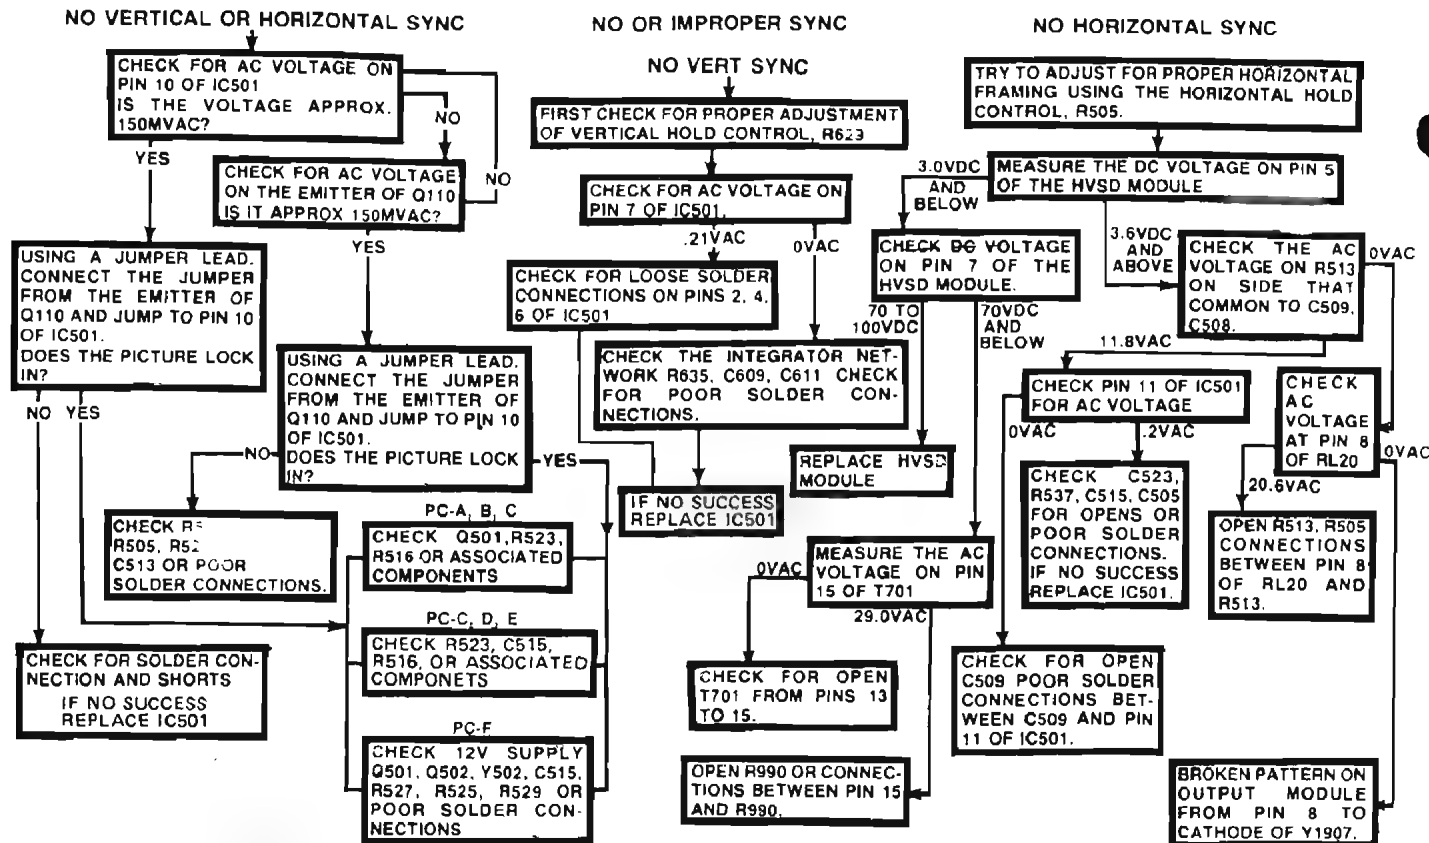 NO VERTICAL OR HORIZONTAL SYNC
CHECK FOR AC VOLTAGE ON
PIN 10 OF IC501
IS THE VOLTAGE APPROX.
150MVAC?
NO
YES
CHECK FOR AC VOLTAGE
ON THE EMITTER OF Q110
IS IT APPROX 150MVAC?
NO
YES
USING A JUMPER LEAD.
CONNECT THE JUMPER
FROM THE EMITTER OF
Q110 AND JUMP TO PIN 10
OF IC501.
DOES THE PICTURE LOCK
IN?
NO YES
USING A JUMPER LEAD.
CONNECT THE JUMPER
FROM THE EMITTER OF
Q110 AND JUMP TO PIN 10
OF IC501.
DOES THE PICTURE LOCK
IN?
NO
YES
CHECK
R505,
C513 OR POOR
SOLDER CONNECTIONS.
PC-A, B, C
CHECK Q501,R523,
R516 OR ASSOCIATED
COMPONENTS
PC-C, D, E
CHECK R523, C515,
R516, OR ASSOCIATED
COMPONETS
PC-F
CHECK 12V SUPPLY
Q501, Q502, Y502, C515,
R527, R525, R529 OR
POOR SOLDER CON-
NECTIONS
CHECK FOR SOLDER CON-
NECTION AND SHORTS
IF NO SUCCESS
REPLACE IC501
NO OR IMPROPER SYNC
NO VERT SYNC
FIRST CHECK FOR PROPER ADJUSTMENT
OF VERTICAL HOLD CONTROL, R623
CHECK FOR AC VOLTAGE ON
PIN 7 OF IC501,
.21VAC
0VAC
CHECK FOR LOOSE SOLDER
CONNECTIONS ON PINS 2, 4,
6 OF IC501
CHECK THE INTEGRATOR NET-
WORK R635, C609, C611 CHECK
FOR POOR SOLDER CON-
NECTIONS.
IF NO SUCCESS
REPLACE IC501
NO HORIZONTAL SYNC
TRY TO ADJUST FOR PROPER HORIZONTAL
FRAMING USING THE HORIZONTAL HOLD
CONTROL, R505.
MEASURE THE DC VOLTAGE ON PIN 5
OF THE HVSD MODULE
3.0VDC
AND
BELOW
3.6VDC
AND
ABOVE
CHECK DC VOLTAGE
ON PIN 7 OF THE
HVSD MODULE.
70 TO
100VDC
70VDC
AND
BELOW
REPLACE HVSD
MODULE
MEASURE THE AC
VOLTAGE ON PIN
15 OF T701
0VAC
29.0VAC
CHECK FOR OPEN
T701 FROM PINS 13
TO 15.
OPEN R990 OR CONNEC-
TIONS BETWEEN PIN 15
AND R990,
CHECK THE AC
VOLTAGE ON R513
ON SIDE THAT
COMMON TO C509,
C508.
0VAC
11.8VAC
CHECK PIN 11 OF IC501
FOR AC VOLTAGE
0VAC
.2VAC
CHECK C523,
R537, C515, C505
FOR OPENS OR
POOR SOLDER
CONNECTIONS.
IF NO SUCCESS
REPLACE IC501.
CHECK FOR OPEN
C509 POOR SOLDER
CONNECTIONS BET-
WEEN C509 AND PIN
11 OF IC501.
CHECK
AC
VOLTAGE
AT PIN 8
OF RL20
0VAC
20.6VAC
OPEN R513, R505
CONNECTIONS
BETWEEN PIN 8
OF RL20 AND
R513.
BROKEN PATTERN ON
OUTPUT MODULE
FROM PIN 8 TO
CATHODE OF Y1907.